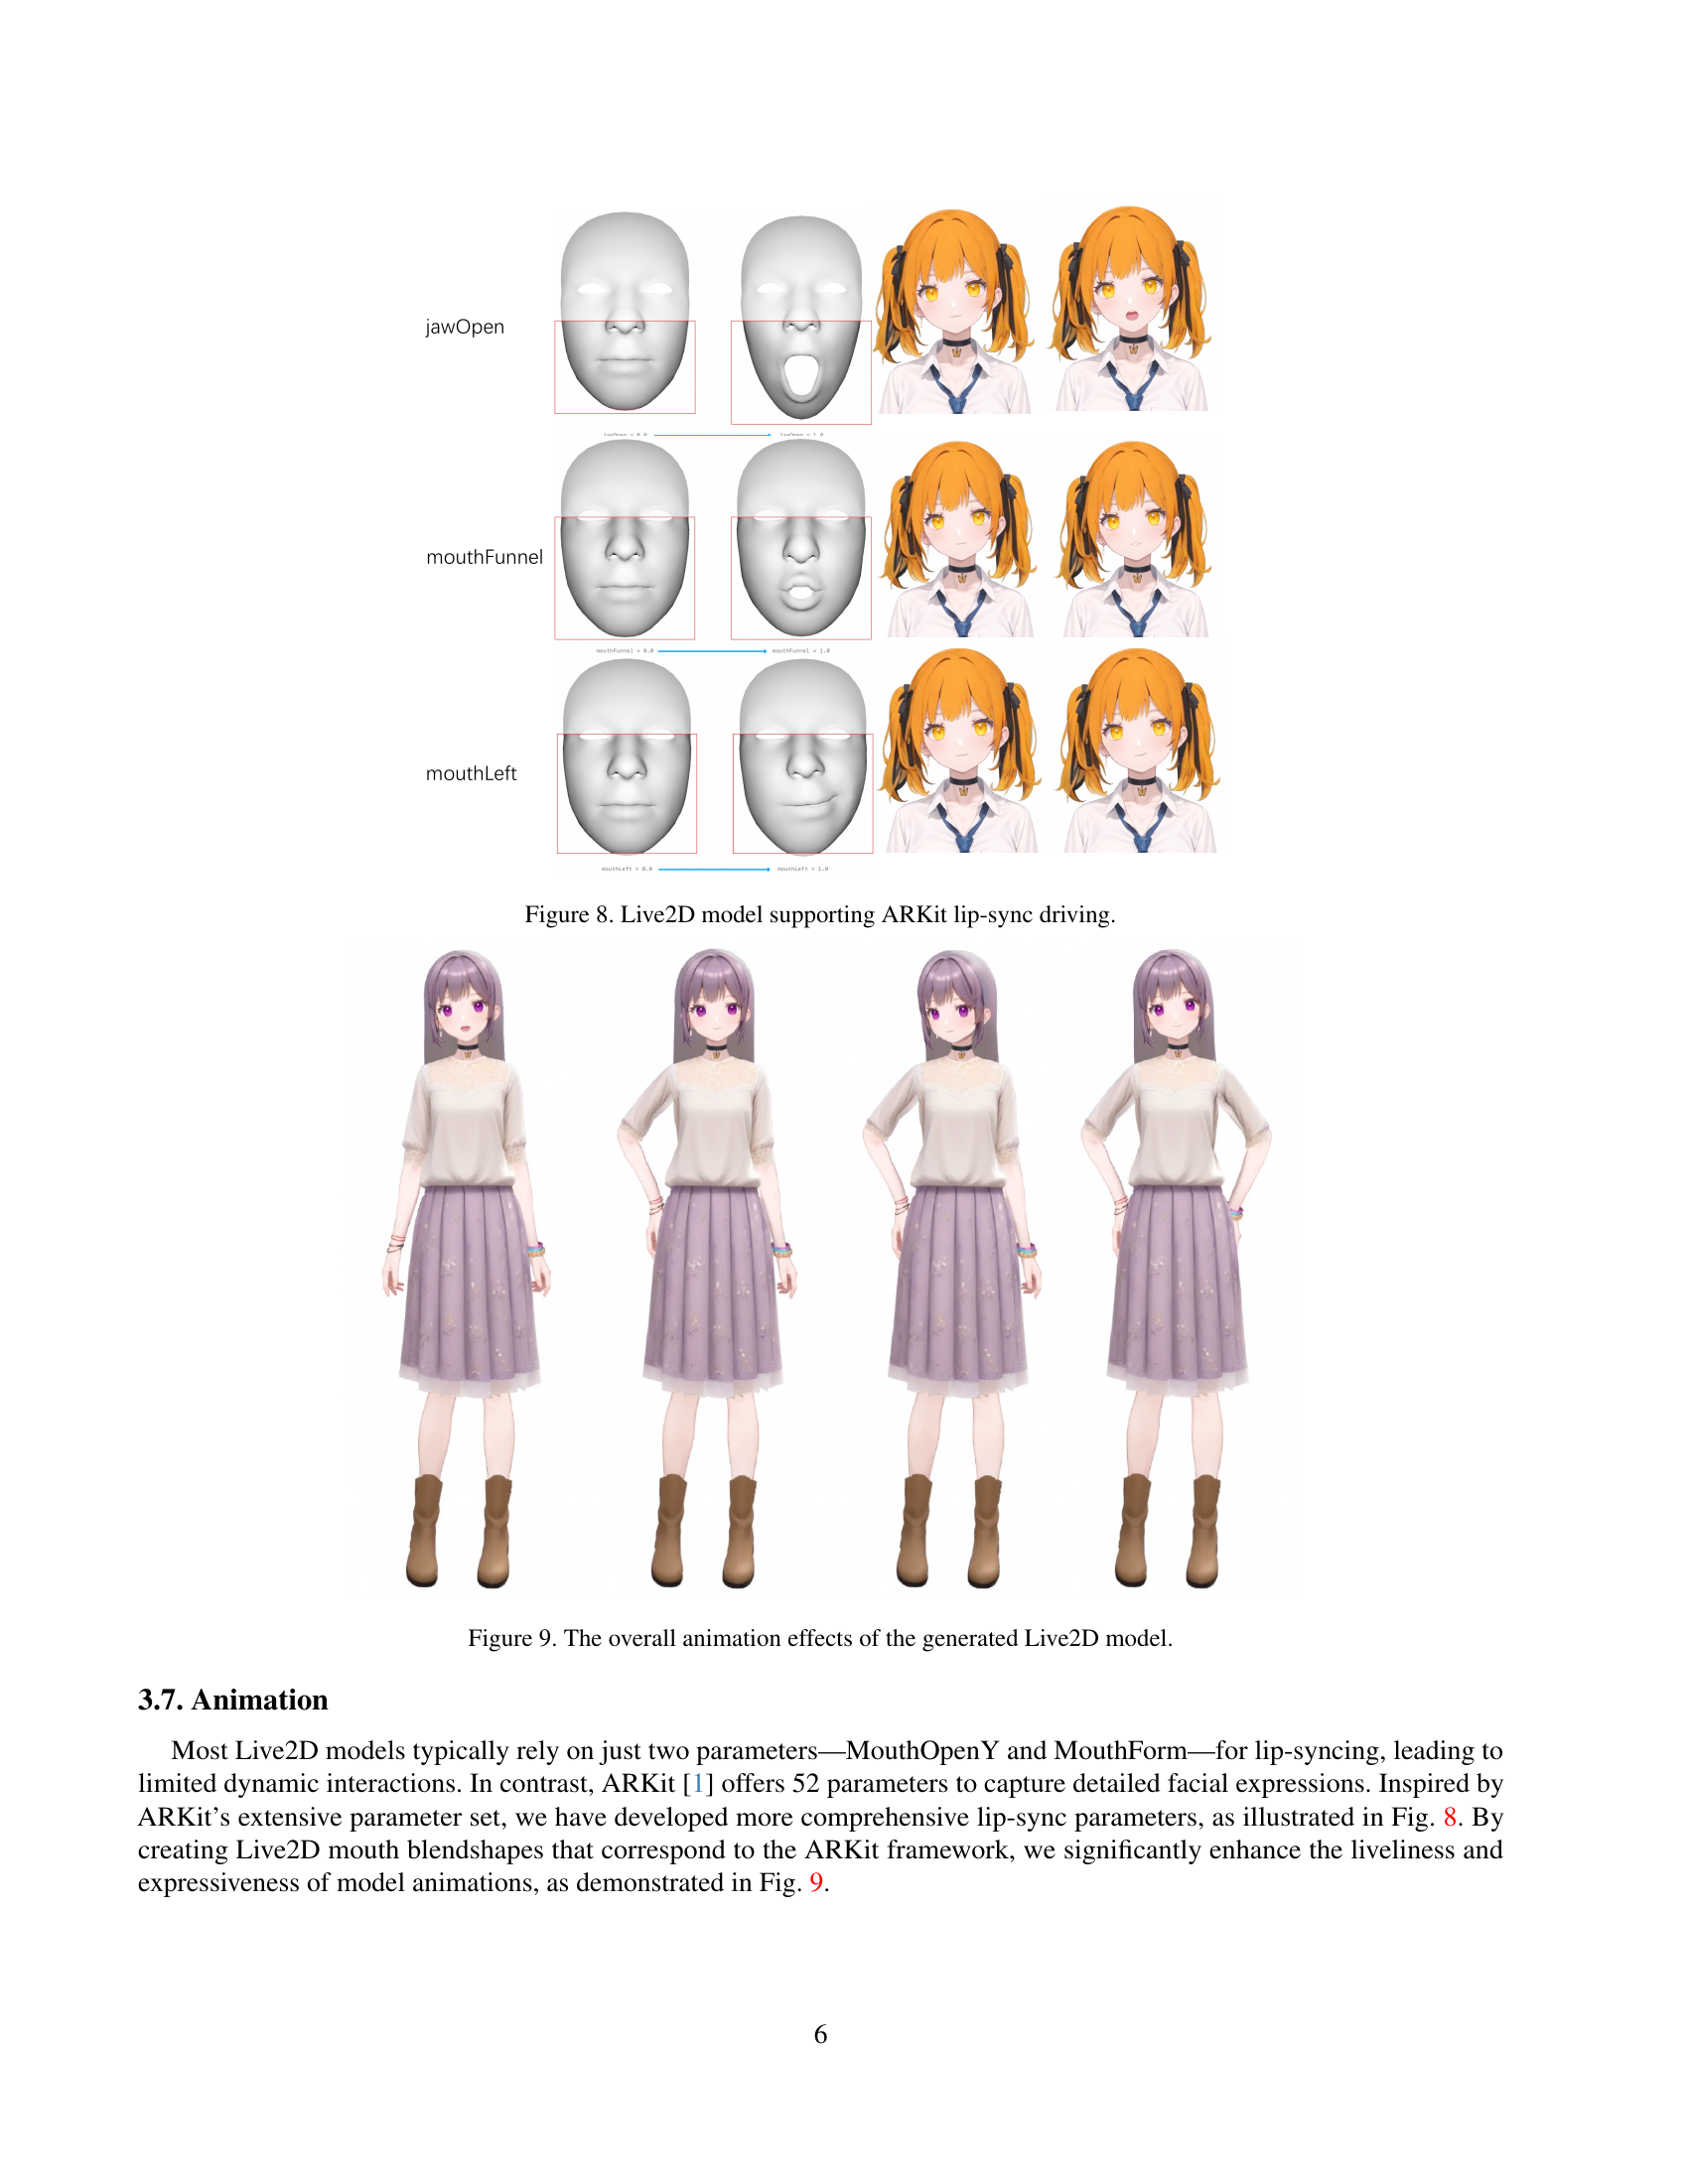 jawOpen
jawOpen = 0.0 jawOpen = 1.0
mouthFunnel
mouthFunnel = 0.0 mouthFunnel = 1.0
mouthLeft
mouthLeft = 0.0 mouthLeft = 1.0
Figure 8. Live2D model supporting ARKit lip-sync driving.
Figure 9. The overall animation effects of the generated Live2D model.
3.7. Animation
Most Live2D models typically rely on just two parameters—MouthOpenY and MouthForm—for lip-syncing, leading to
limited dynamic interactions. In contrast, ARKit [1] offers 52 parameters to capture detailed facial expressions. Inspired by
ARKit's extensive parameter set, we have developed more comprehensive lip-sync parameters, as illustrated in Fig. 8. By
creating Live2D mouth blendshapes that correspond to the ARKit framework, we significantly enhance the liveliness and
expressiveness of model animations, as demonstrated in Fig. 9.
6